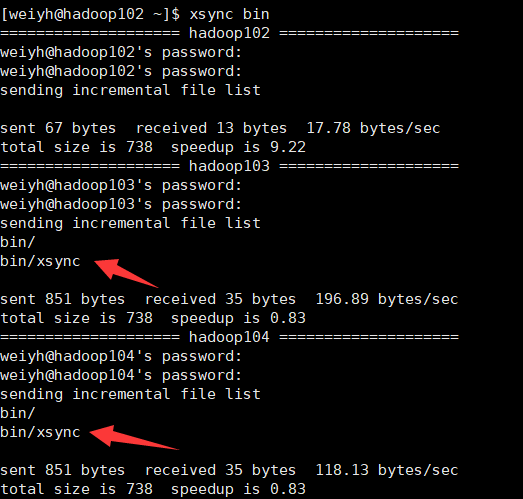 [weiyh@hadoop102 ~]$ xsync bin
==================== hadoop102 ====================
weiyh@hadoop102's password:
weiyh@hadoop102's password:
sending incremental file list
sent 67 bytes  received 13 bytes  17.78 bytes/sec
total size is 738  speedup is 9.22
==================== hadoop103 ====================
weiyh@hadoop103's password:
weiyh@hadoop103's password:
sending incremental file list
bin/
bin/xsync
sent 851 bytes  received 35 bytes  196.89 bytes/sec
total size is 738  speedup is 0.83
==================== hadoop104 ====================
weiyh@hadoop104's password:
weiyh@hadoop104's password:
sending incremental file list
bin/
bin/xsync
sent 851 bytes  received 35 bytes  118.13 bytes/sec
total size is 738  speedup is 0.83